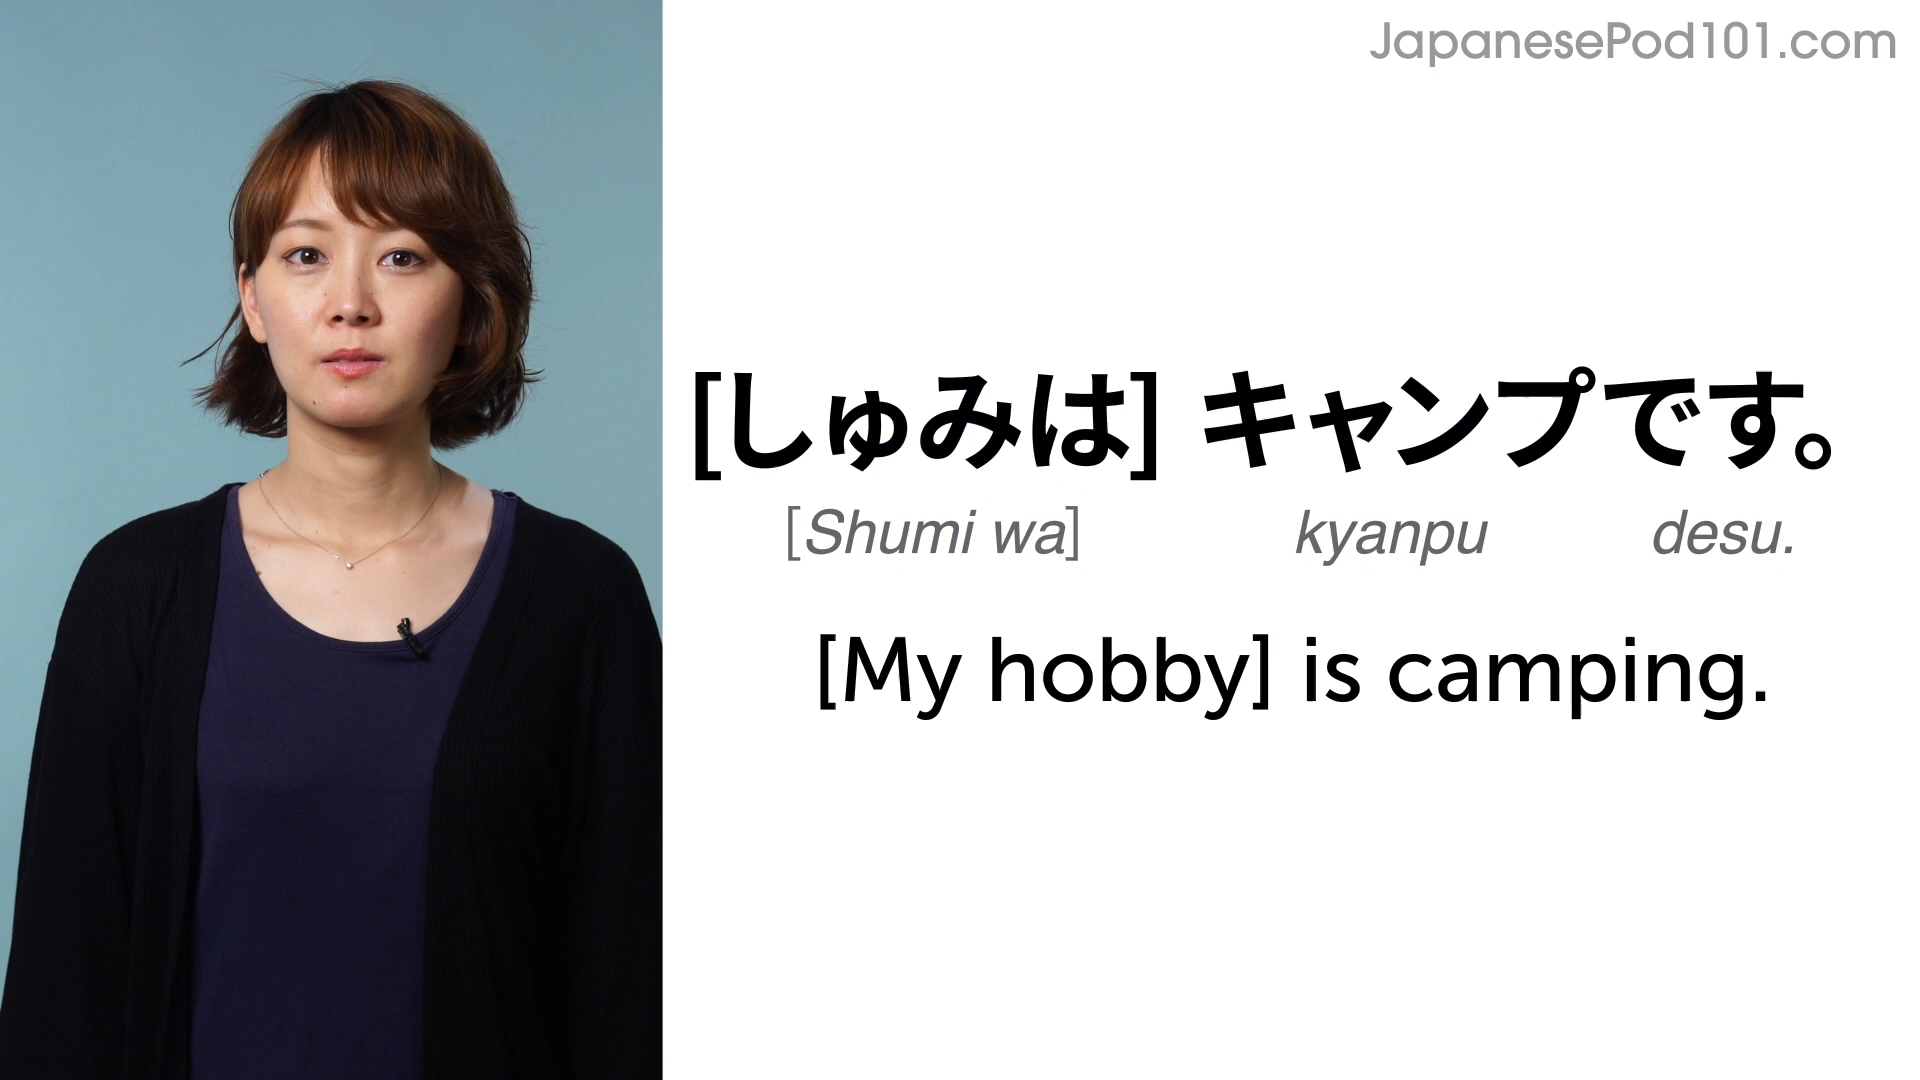 JapanesePod101.com
[しゅみは] キャンプです。
[Shumi wa] kyanpu desu.
[My hobby] is camping.